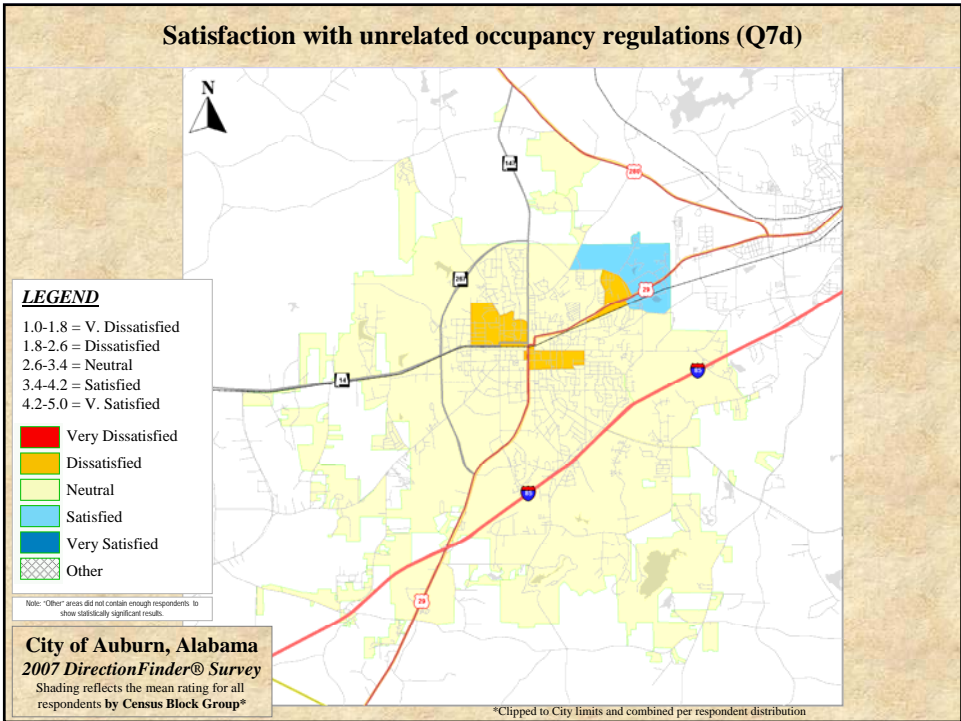 Satisfaction with unrelated occupancy regulations (Q7d)
N
147
280
267
29
14
85
85
29
LEGEND
1.0-1.8 = V. Dissatisfied
1.8-2.6 = Dissatisfied
2.6-3.4 = Neutral
3.4-4.2 = Satisfied
4.2-5.0 = V. Satisfied
Very Dissatisfied
Dissatisfied
Neutral
Satisfied
Very Satisfied
Other
Note: "Other" areas did not contain enough respondents to
show statistically significant results.
City of Auburn, Alabama
2007 DirectionFinder® Survey
Shading reflects the mean rating for all
respondents by Census Block Group*
*Clipped to City limits and combined per respondent distribution